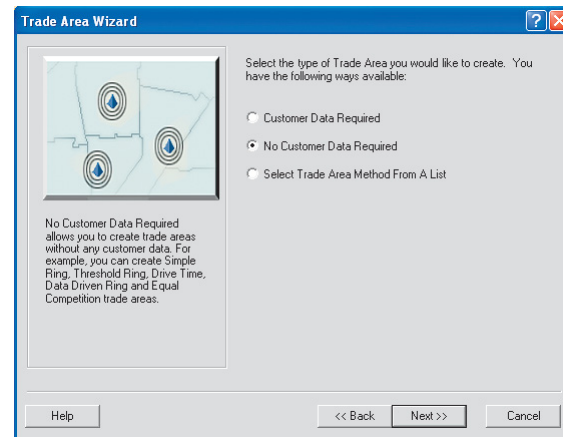 Trade Area Wizard
Select the type of Trade Area you would like to create. You
have the following ways available:
Customer Data Required
No Customer Data Required
Select Trade Area Method From A List
No Customer Data Required
allows you to create trade areas
without any customer data. For
example, you can create Simple
Ring, Threshold Ring, Drive Time,
Data Driven Ring and Equal
Competition trade areas.
Help
<< Back
Next >>
Cancel